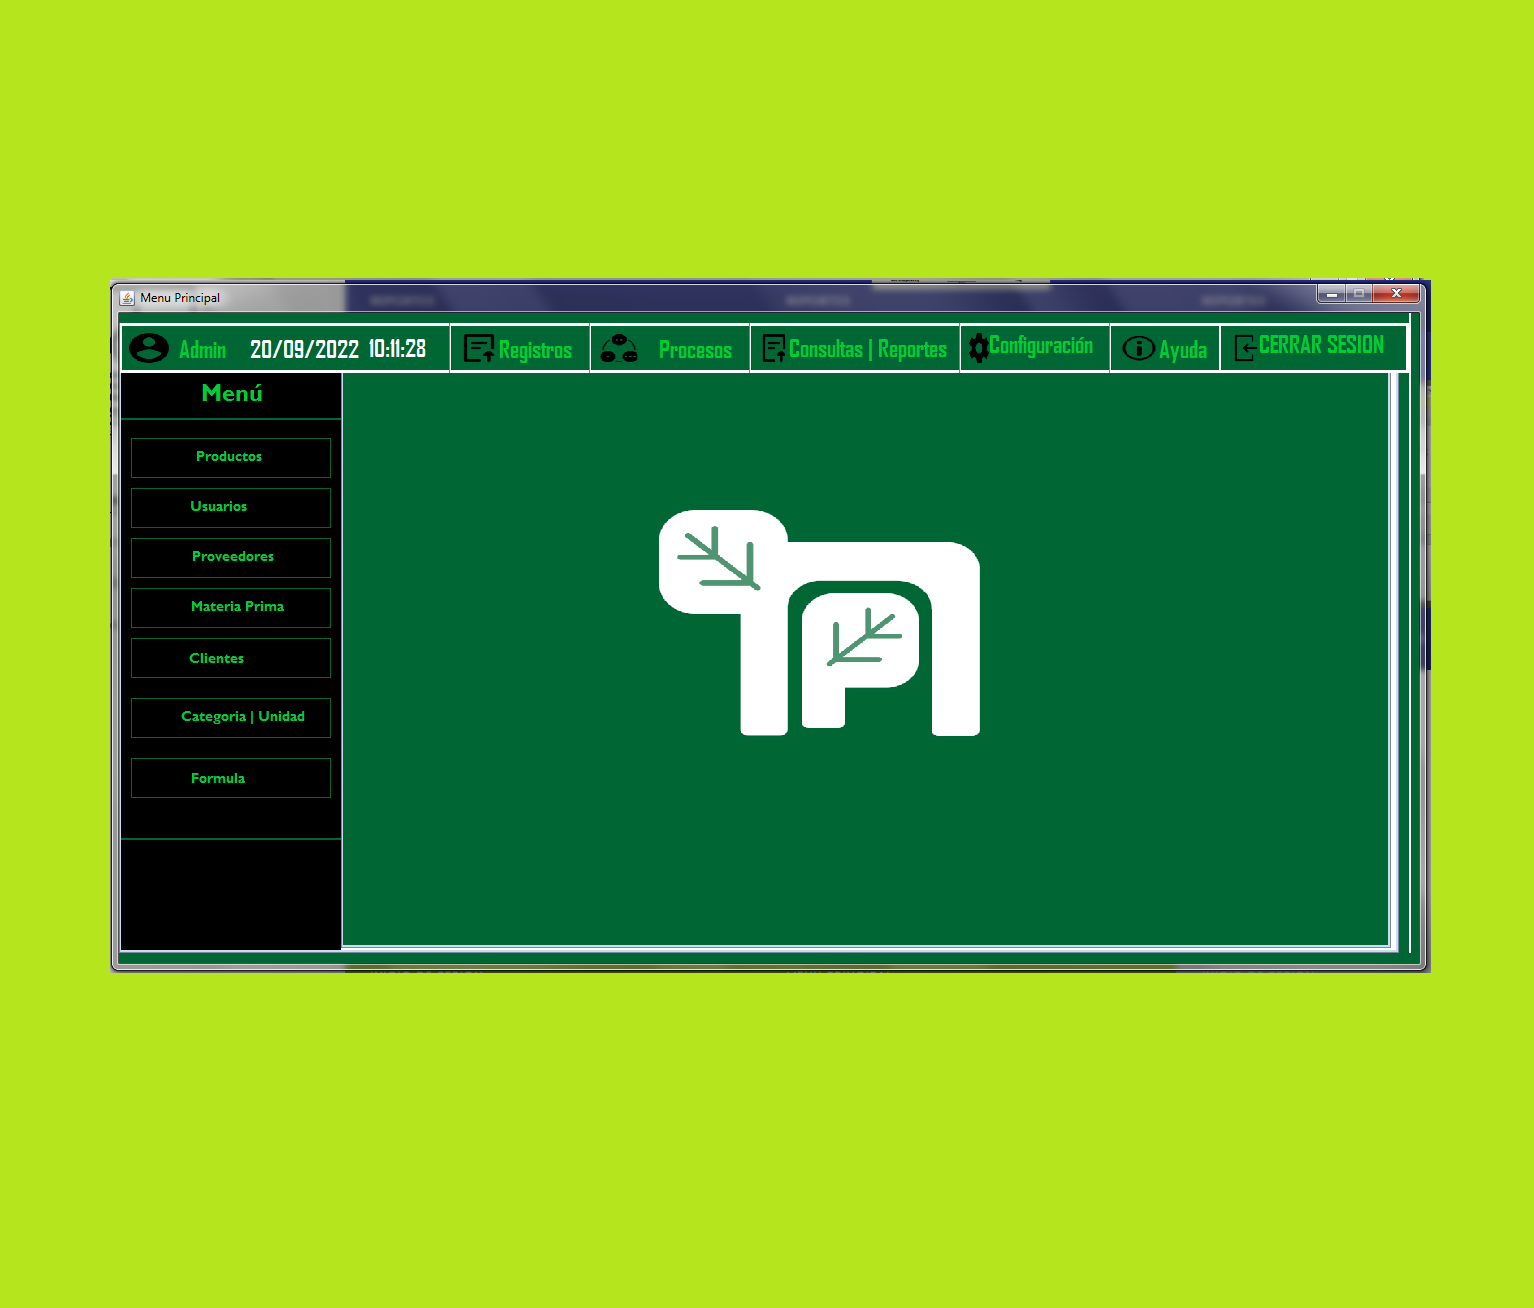 Menu Principal
Admin 20/09/2022 10:11:28 Registros Procesos Consultas | Reportes Configuración Ayuda CERRAR SESION
Menú
Productos
Usuarios
Proveedores
Materia Prima
Clientes
Categoria | Unidad
Formula